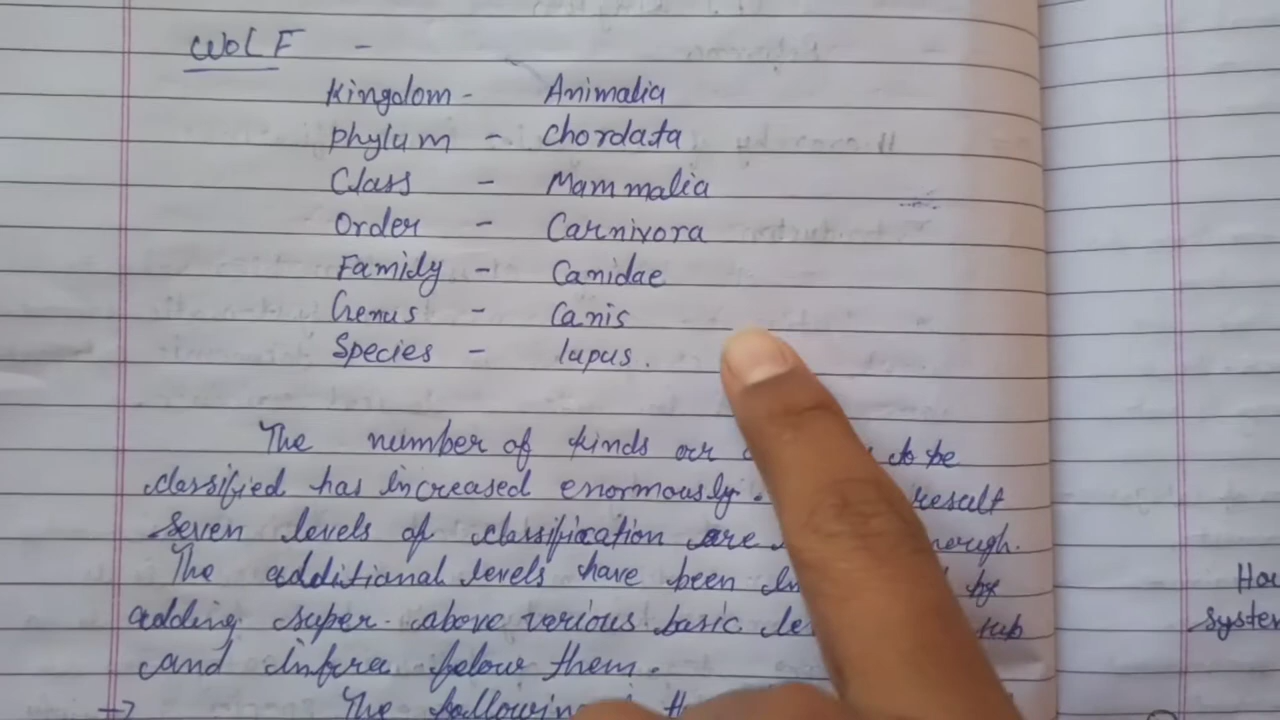 WOLF -
Kingdom - Animalia
Phylum - Chordata
Class - Mammalia
Order - Carnivora
Family - Canidae
Genus - Canis
Species - lupus.
The number of kinds our to be
classified has increased enormously. result
seven levels of classification are
The additional levels have been by
adding super above various basic sub
and infra below them.
→ The following